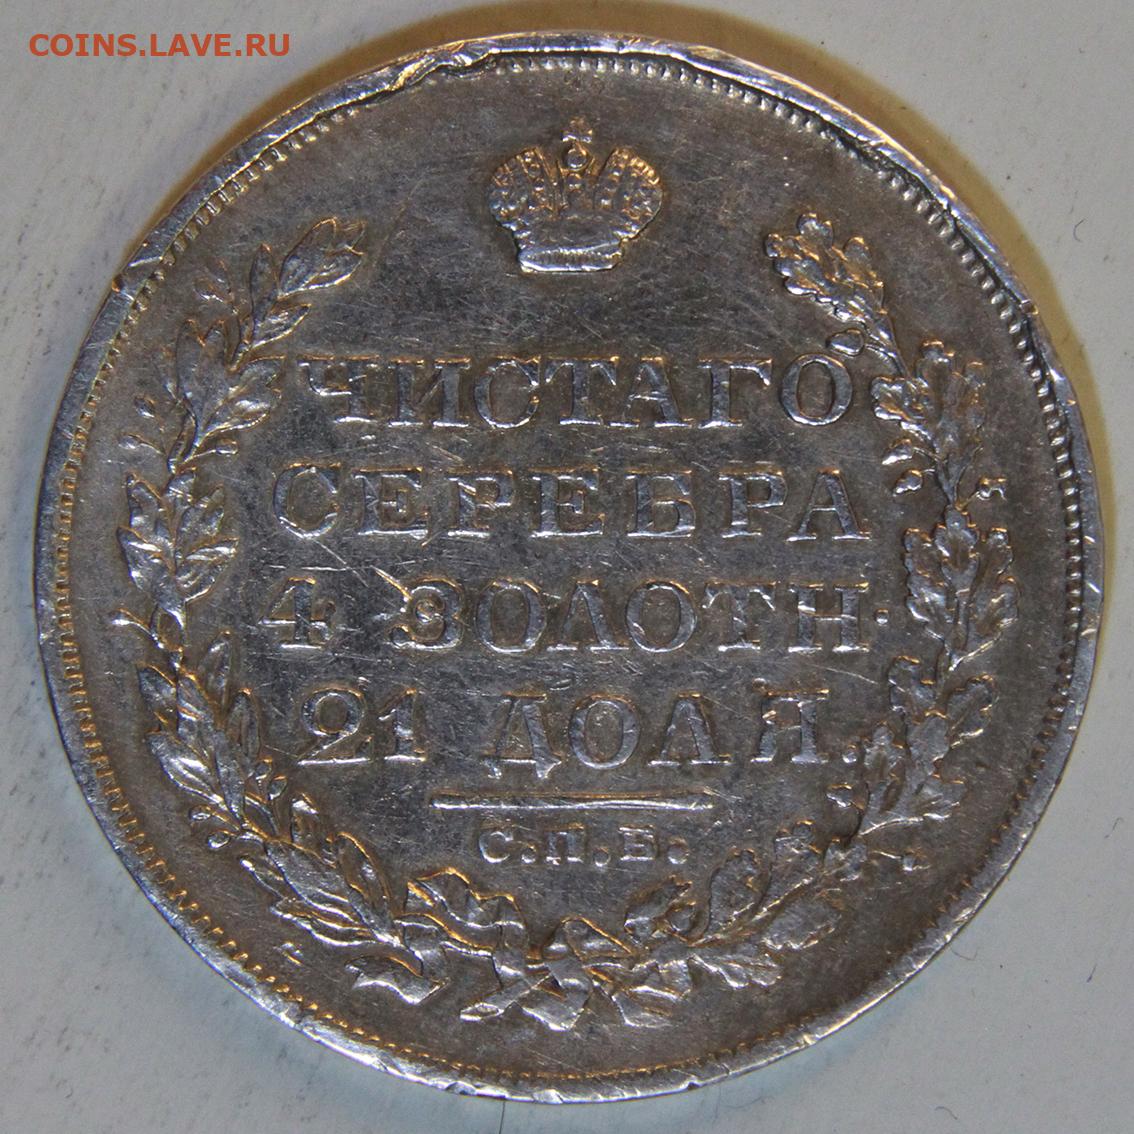 COINS.LAVE.RU
ЧИСТАГО
СЕРЕБРА
4 ЗОЛОТН·
21 ДОЛЯ.
С.П.Б.